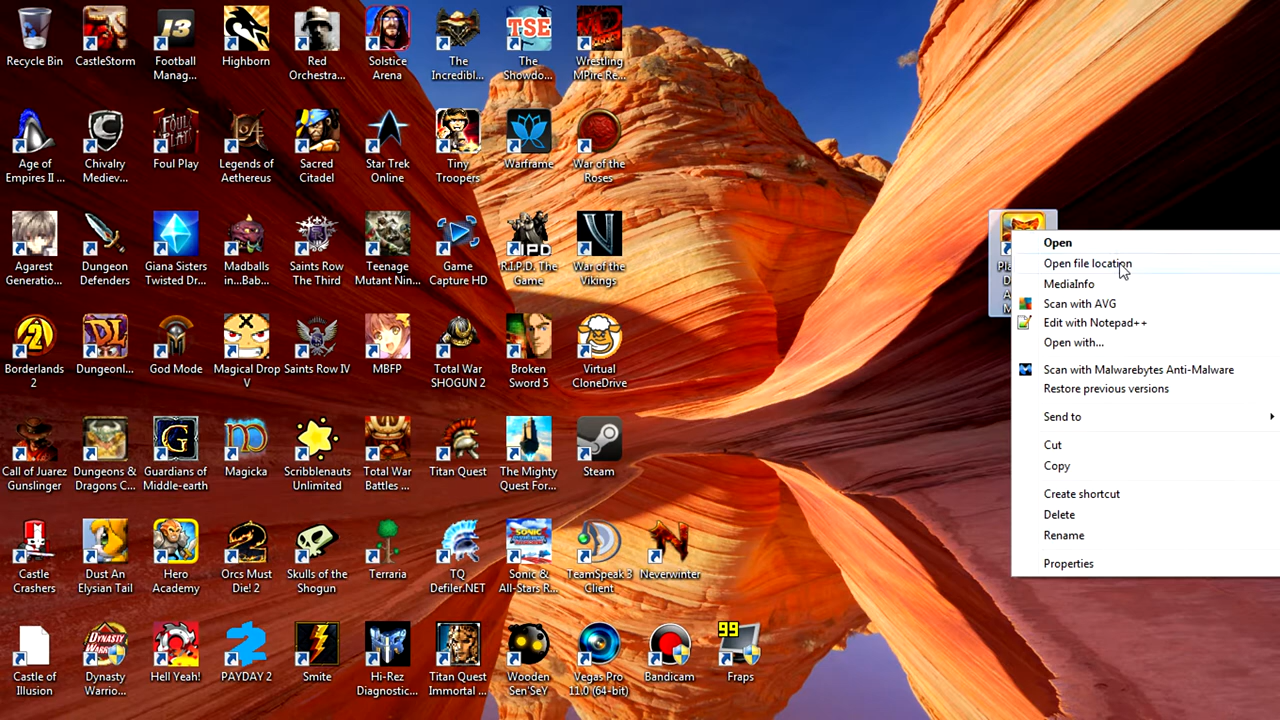 Recycle Bin
CastleStorm
Football
Manag...
Highborn
Red
Orchestra...
Solstice
Arena
The
Incredibl...
The
Showdo...
Wrestling
MPire Re...
Age of
Empires II ...
Chivalry
Mediev...
Foul Play
Legends of
Aethereus
Sacred
Citadel
Star Trek
Online
Tiny
Troopers
Warframe
War of the
Roses
Agarest
Generatio...
Dungeon
Defenders
Giana Sisters
Twisted Dr...
Madballs
in...Bab...
Saints Row
The Third
Teenage
Mutant Nin...
Game
Capture HD
R.I.P.D. The
Game
War of the
Vikings
Borderlands
2
Dungeonl...
God Mode
Magical Drop
V
Saints Row IV
MBFP
Total War
SHOGUN 2
Broken
Sword 5
Virtual
CloneDrive
Call of Juarez
Gunslinger
Dungeons &
Dragons C...
Guardians of
Middle-earth
Magicka
Scribblenauts
Unlimited
Total War
Battles ...
Titan Quest
The Mighty
Quest For...
Steam
Castle
Crashers
Dust An
Elysian Tail
Hero
Academy
Orcs Must
Die! 2
Skulls of the
Shogun
Terraria
TQ
Defiler.NET
Sonic &
All-Stars R...
TeamSpeak 3
Client
Neverwinter
Castle of
Illusion
Dynasty
Warrio...
Hell Yeah!
PAYDAY 2
Smite
Hi-Rez
Diagnostic...
Titan Quest
Immortal ...
Wooden
Sen'SeY
Vegas Pro
11.0 (64-bit)
Bandicam
99
Fraps
Open
Open file location
MediaInfo
Scan with AVG
Edit with Notepad++
Open with...
Scan with Malwarebytes Anti-Malware
Restore previous versions
Send to
Cut
Copy
Create shortcut
Delete
Rename
Properties